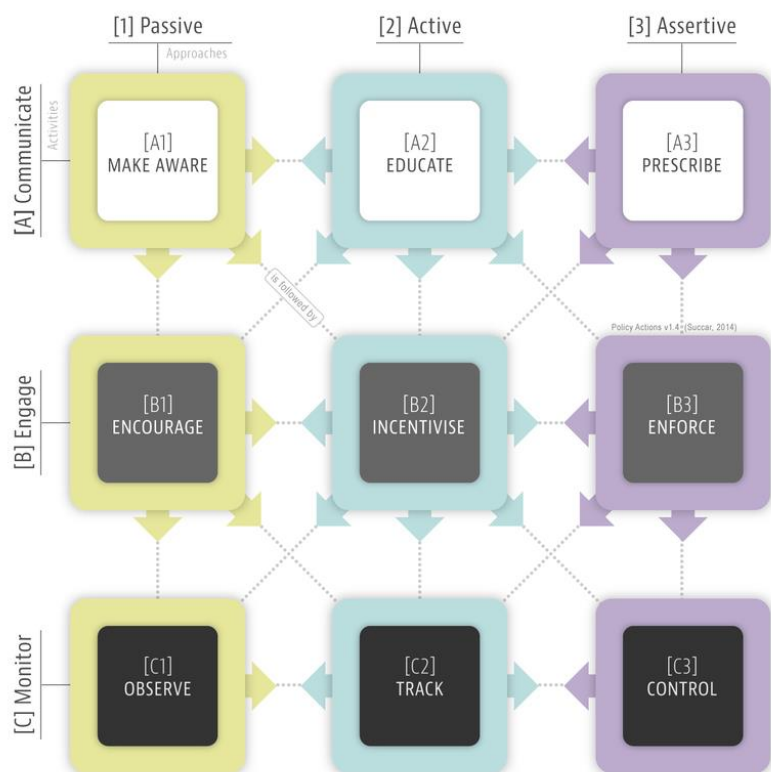 [1] Passive
[2] Active
[3] Assertive
Approaches
Activities
[A] Communicate
[A1]
MAKE AWARE
[A2]
EDUCATE
[A3]
PRESCRIBE
is followed by
Policy Actions v1.4 (Succar, 2014)
[B] Engage
[B1]
ENCOURAGE
[B2]
INCENTIVISE
[B3]
ENFORCE
[C] Monitor
[C1]
OBSERVE
[C2]
TRACK
[C3]
CONTROL